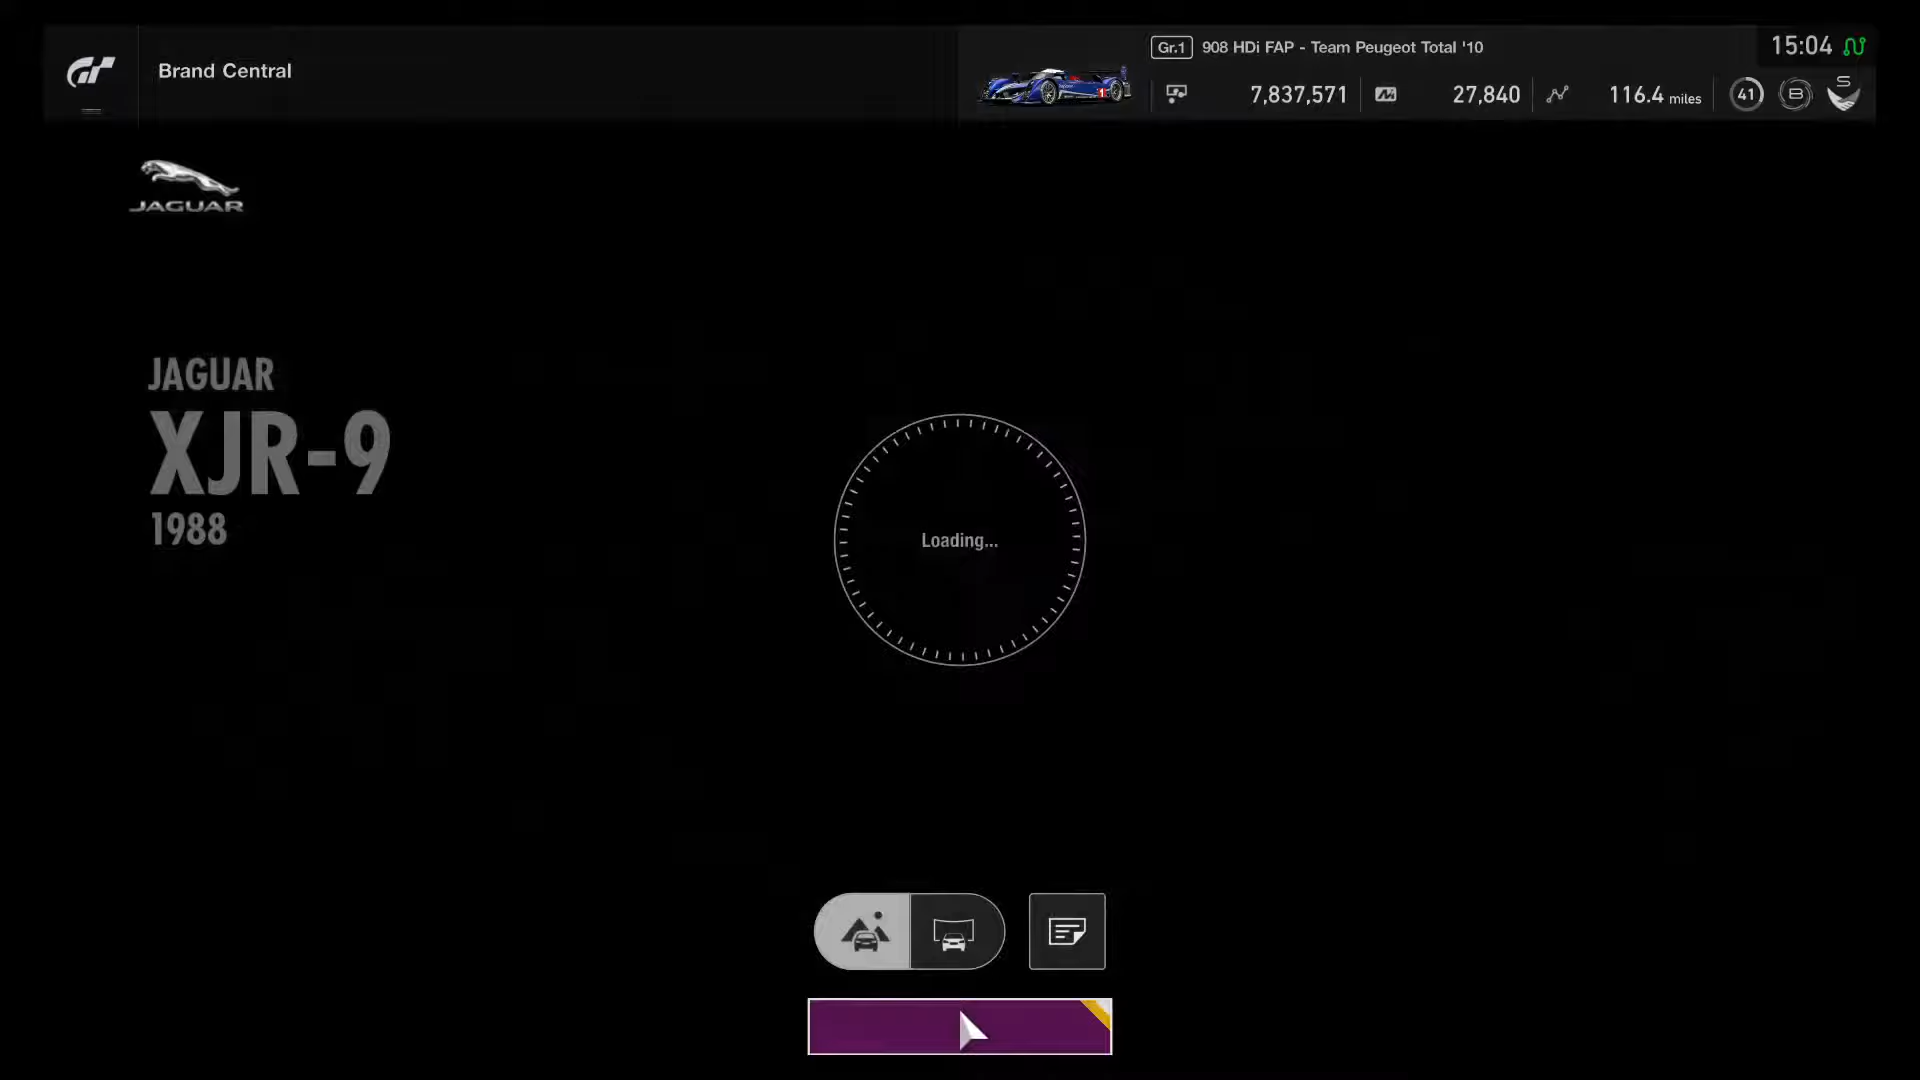 Brand Central
Gr.1 908 HDi FAP - Team Peugeot Total '10
15:04
7,837,571
27,840
116.4 miles
41
B
S
JAGUAR
JAGUAR
XJR-9
1988
Loading...